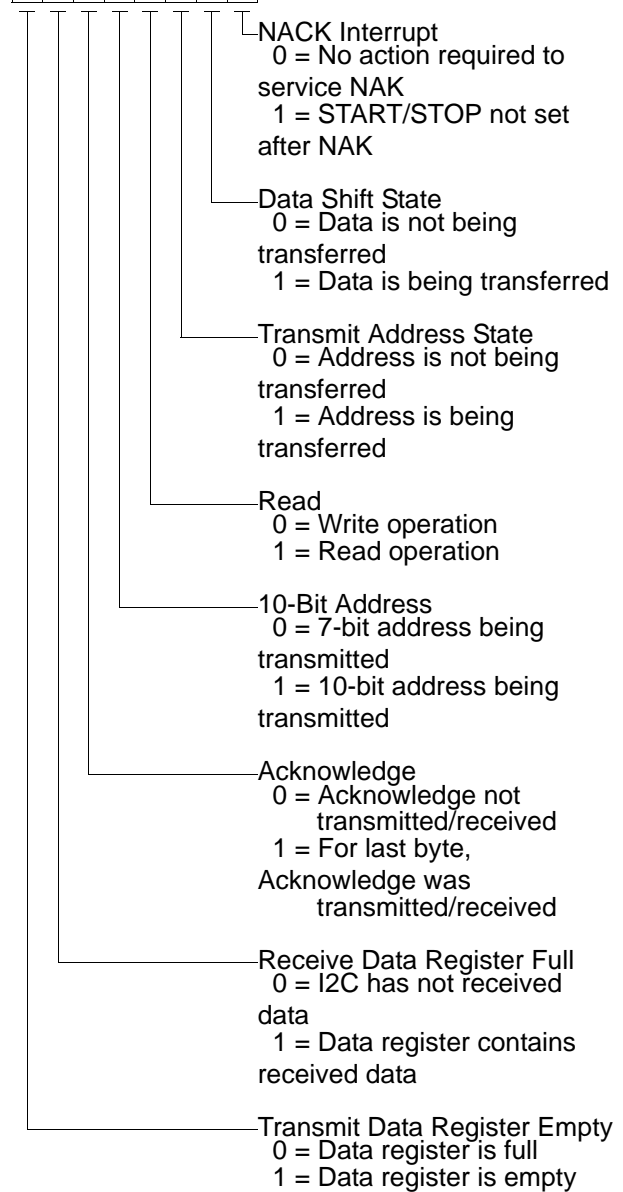 NACK Interrupt
0 = No action required to
service NAK
1 = START/STOP not set
after NAK
Data Shift State
0 = Data is not being
transferred
1 = Data is being transferred
Transmit Address State
0 = Address is not being
transferred
1 = Address is being
transferred
Read
0 = Write operation
1 = Read operation
10-Bit Address
0 = 7-bit address being
transmitted
1 = 10-bit address being
transmitted
Acknowledge
0 = Acknowledge not
transmitted/received
1 = For last byte,
Acknowledge was
transmitted/received
Receive Data Register Full
0 = I2C has not received
data
1 = Data register contains
received data
Transmit Data Register Empty
0 = Data register is full
1 = Data register is empty